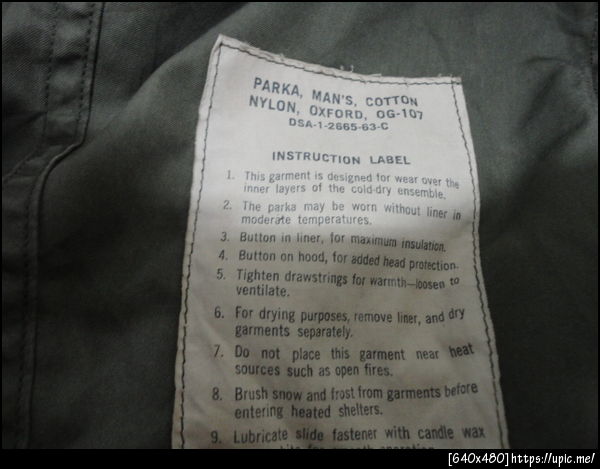 PARKA, MAN'S, COTTON
NYLON, OXFORD, OG-107
DSA-1-2665-63-C
INSTRUCTION LABEL
1. This garment is designed for wear over the
inner layers of the cold-dry ensemble.
2. The parka may be worn without liner in
moderate temperatures.
3. Button in liner, for maximum insulation.
4. Button on hood, for added head protection.
5. Tighten drawstrings for warmth—loosen to
ventilate.
6. For drying purposes, remove liner, and dry
garments separately.
7. Do not place this garment near heat
sources such as open fires.
8. Brush snow and frost from garments before
entering heated shelters.
9. Lubricate slide fastener with candle wax
[640x480]https://upic.me/